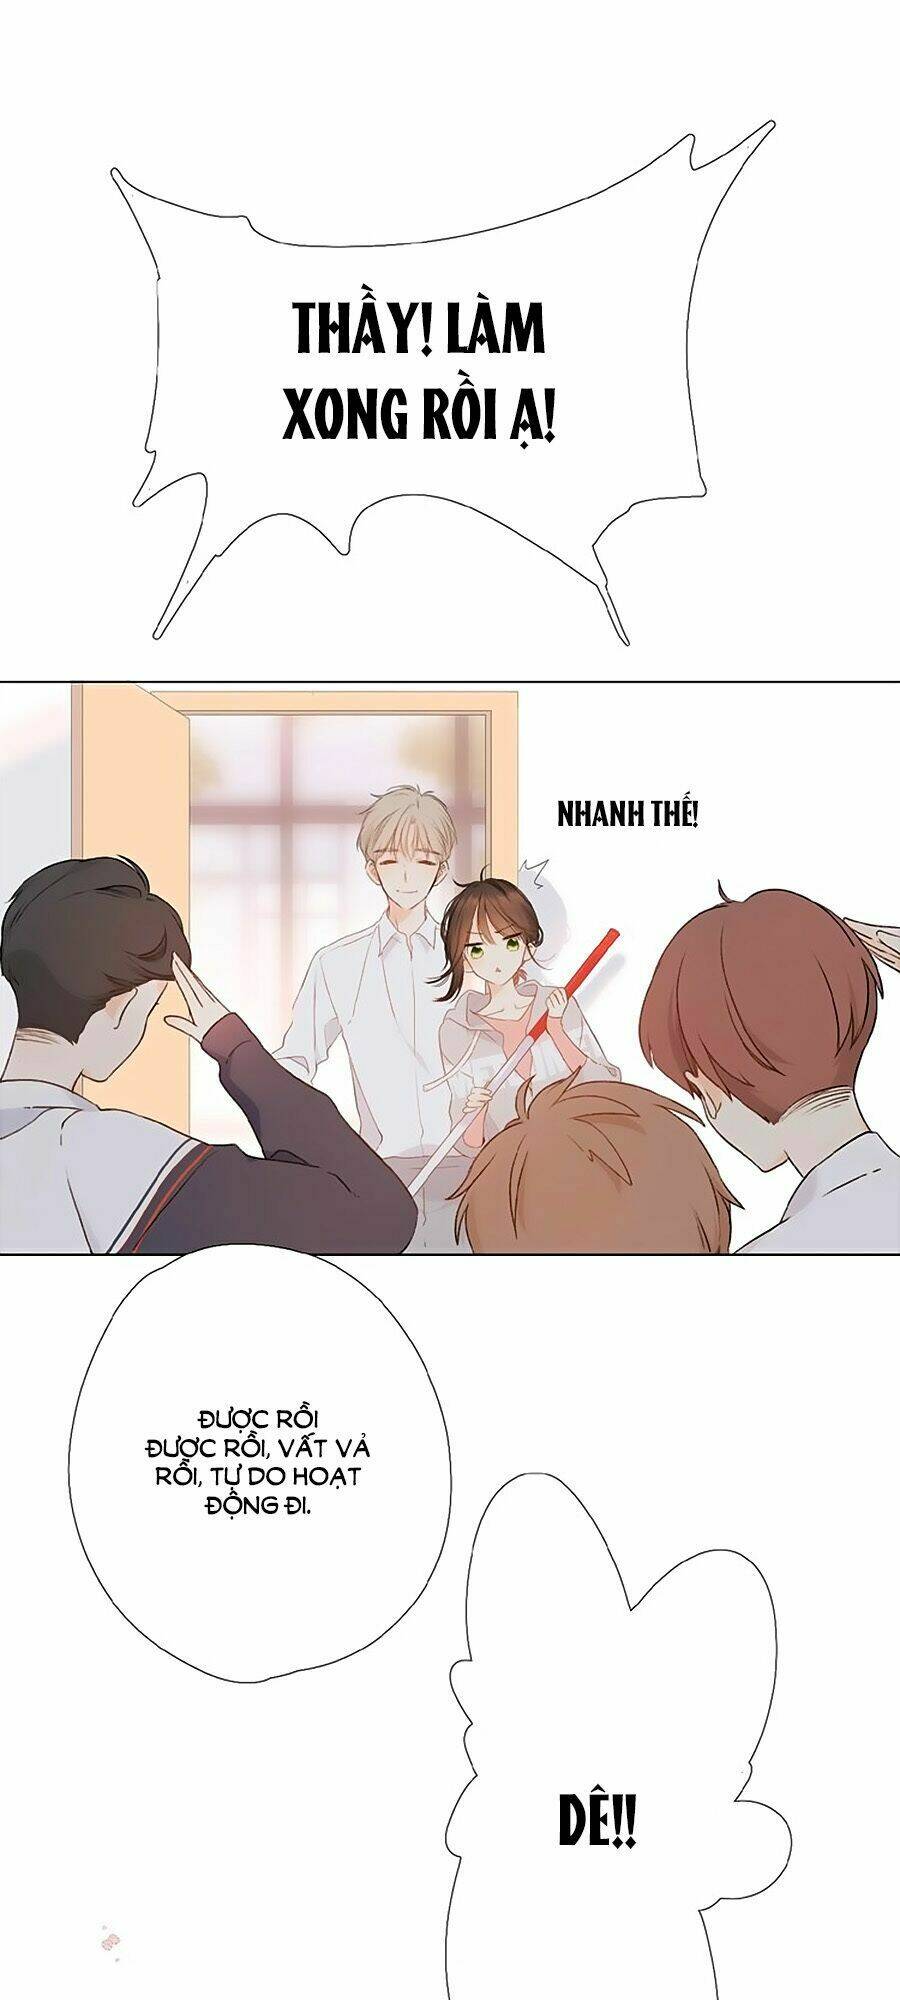 THẦY! LÀM
XONG RỒI Ạ!
NHANH THẾ!
ĐƯỢC RỒI
ĐƯỢC RỒI, VẤT VẢ
RỒI, TỰ DO HOẠT
ĐỘNG ĐI.
DÊ!!